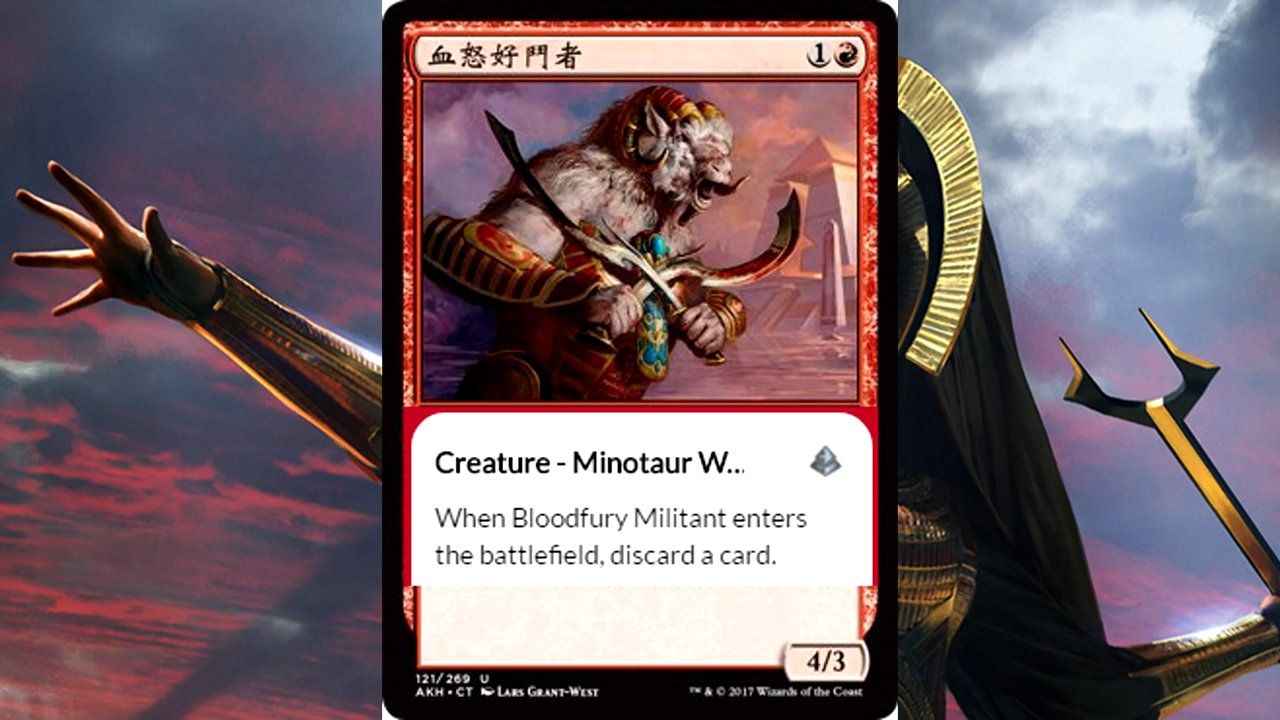 血怒好鬥者 1
Creature - Minotaur W...
When Bloodfury Militant enters
the battlefield, discard a card.
4/3
121/269 U
AKH • CT Lars Grant-West
™ & © 2017 Wizards of the Coast